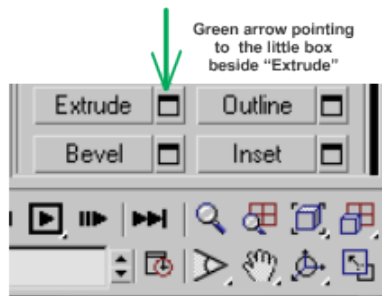 Green arrow pointing
to the little box
beside “Extrude”
Extrude
Outline
Bevel
Inset